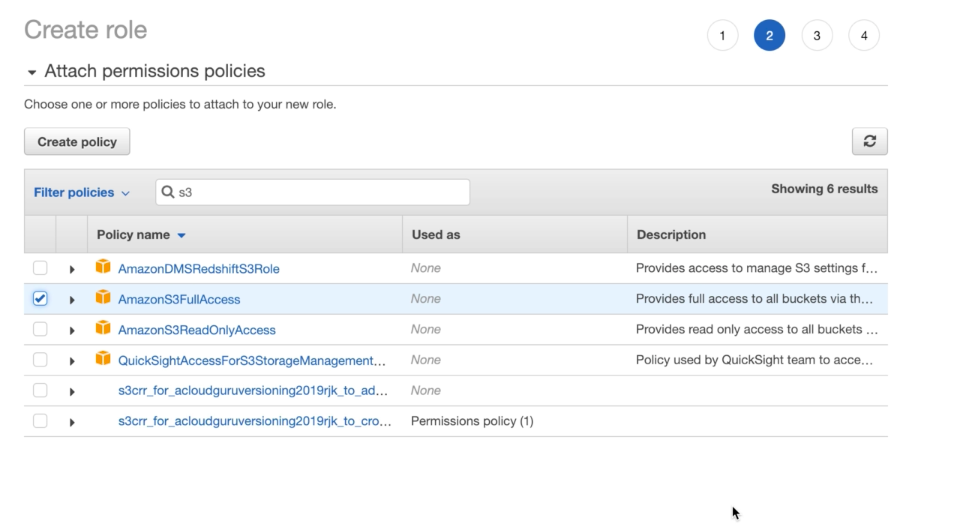 Create role
1 2 3 4
Attach permissions policies
Choose one or more policies to attach to your new role.
Create policy
Filter policies s3 Showing 6 results
Policy name Used as Description
AmazonDMSRedshiftS3Role None Provides access to manage S3 settings f...
AmazonS3FullAccess None Provides full access to all buckets via th...
AmazonS3ReadOnlyAccess None Provides read only access to all buckets ...
QuickSightAccessForS3StorageManagement... None Policy used by QuickSight team to acce...
s3crr_for_acloudguruversioning2019rjk_to_ad... None
s3crr_for_acloudguruversioning2019rjk_to_cro... Permissions policy (1)